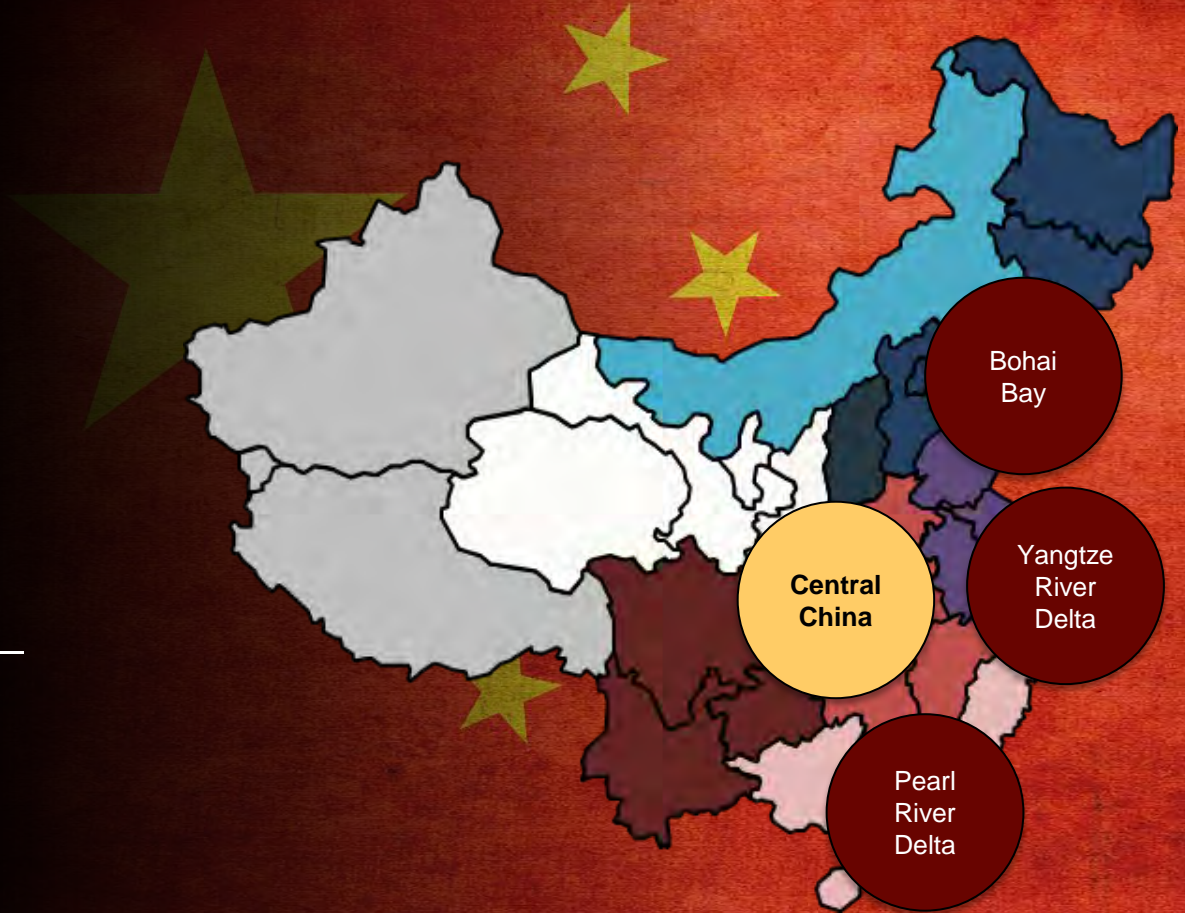 Bohai
Bay
Yangtze
River
Delta
Central
China
Pearl
River
Delta